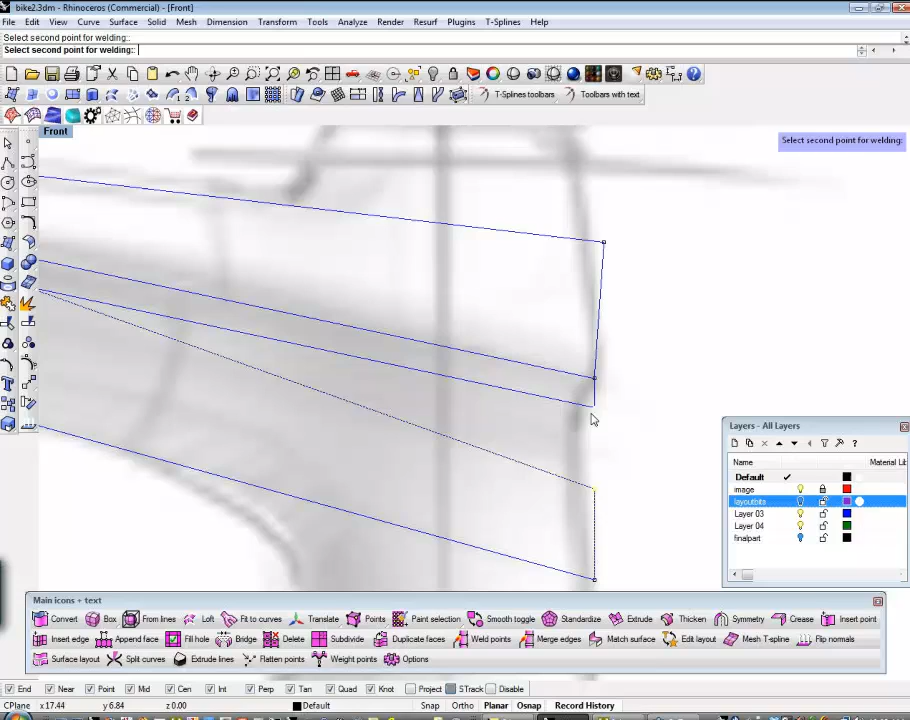 bike2.3dm - Rhinoceros (Commercial) - [Front]
File Edit View Curve Surface Solid Mesh Dimension Transform Tools Analyze Render Resurf Plugins T-Splines Help
Select second point for welding::
Select second point for welding::
T-Splines toolbars Toolbars with text
Front
Select second point for welding:
Layers - All Layers
Name Material Lib
Default
image
layoutbits
Layer 03
Layer 04
finalpart
Main icons + text
Convert Box From lines Loft Fit to curves Translate Points Paint selection Smooth toggle Standardize Extrude Thicken Symmetry Crease Insert point
Insert edge Append face Fill hole Bridge Delete Subdivide Duplicate faces Weld points Merge edges Match surface Edit layout Mesh T-spline Flip normals
Surface layout Split curves Extrude lines Flatten points Weight points Options
End Near Point Mid Cen Int Perp Tan Quad Knot Project STrack Disable
CPlane x 17.44 y 6.84 z 0.00 Default Snap Ortho Planar Osnap Record History